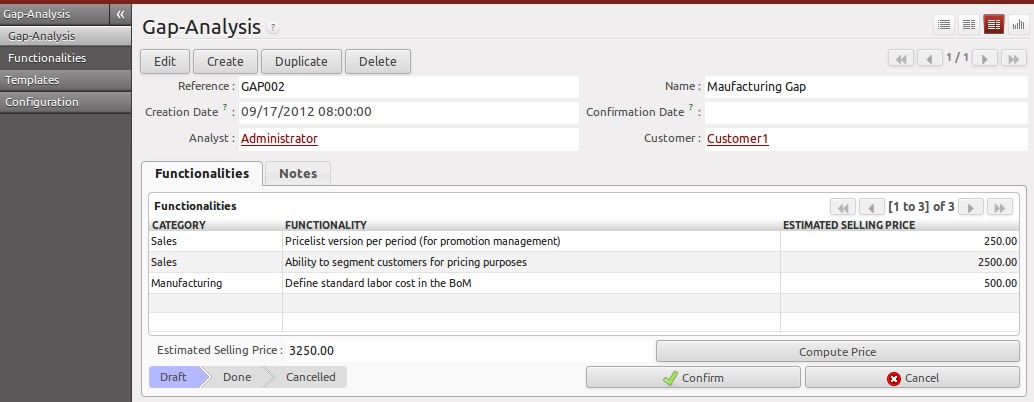 Gap-Analysis «
Gap-Analysis
Functionalities
Templates
Configuration
Gap-Analysis ?
Edit Create Duplicate Delete 1 / 1
Reference : GAP002 Name : Maufacturing Gap
Creation Date ? : 09/17/2012 08:00:00 Confirmation Date ? :
Analyst : Administrator Customer : Customer1
Functionalities Notes
Functionalities [1 to 3] of 3
CATEGORY FUNCTIONALITY ESTIMATED SELLING PRICE
Sales Pricelist version per period (for promotion management) 250.00
Sales Ability to segment customers for pricing purposes 2500.00
Manufacturing Define standard labor cost in the BoM 500.00
Estimated Selling Price : 3250.00 Compute Price
Draft Done Cancelled Confirm Cancel